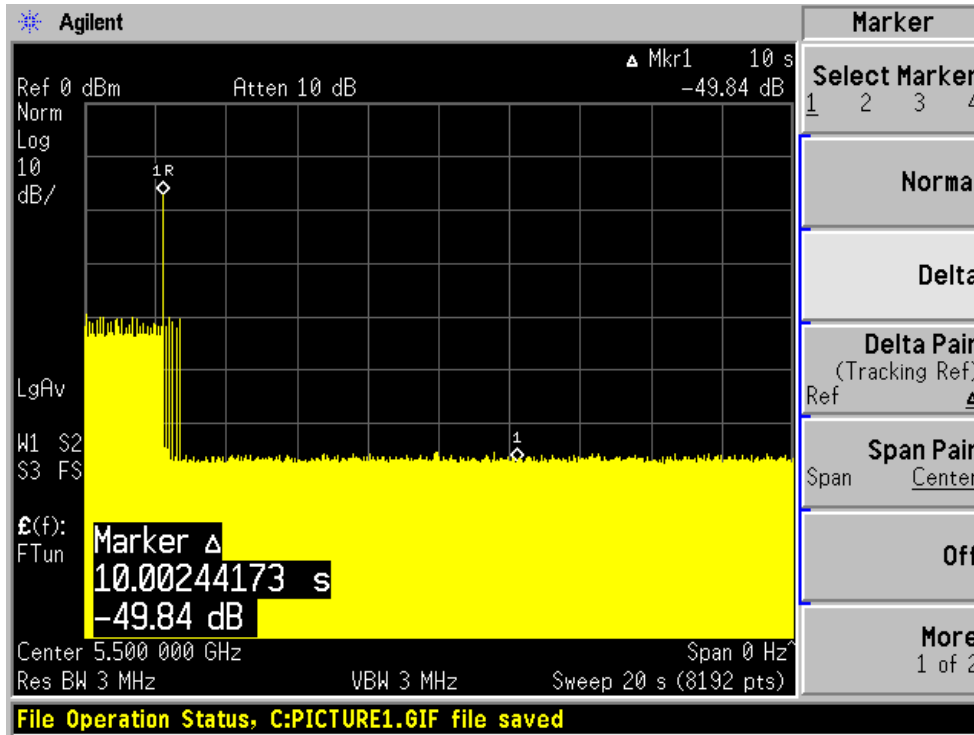 Agilent
Δ Mkr1 10 s
Ref 0 dBm Atten 10 dB -49.84 dB
Norm
Log
10
dB/
1R
LgAv
1
W1 S2
S3 FS
£(f):
FTun
Marker Δ
10.00244173 s
-49.84 dB
Center 5.500 000 GHz Span 0 Hz^
Res BW 3 MHz VBW 3 MHz Sweep 20 s (8192 pts)
File Operation Status, C:PICTURE1.GIF file saved
Marker
Select Marker
1 2 3 4
Norma
Delta
Delta Pair
(Tracking Ref)
Ref Δ
Span Pair
Span Center
Off
More
1 of 2